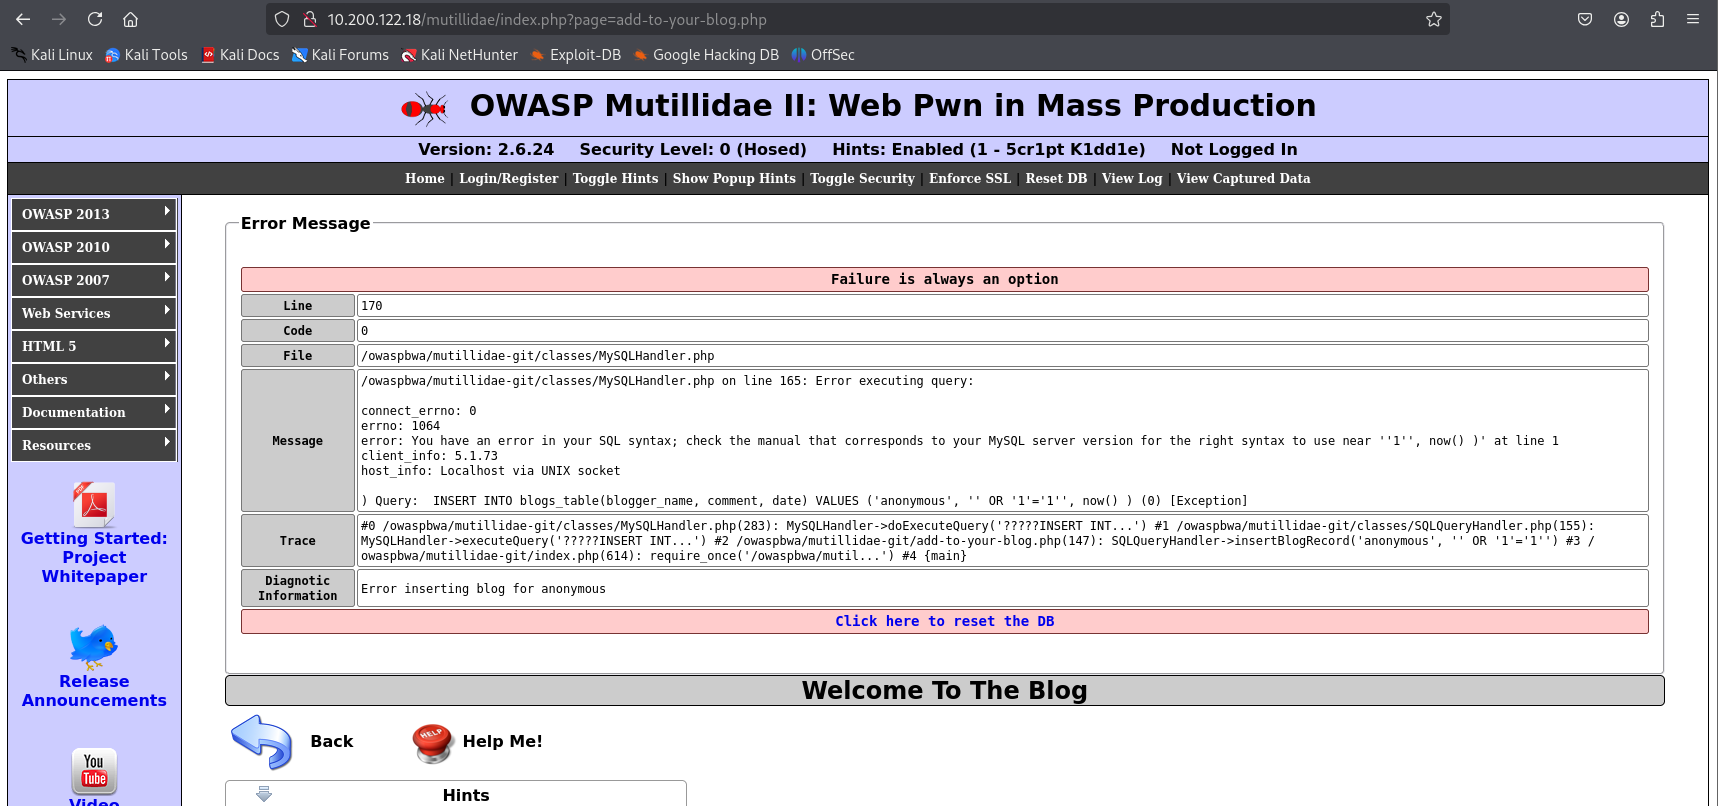 10.200.122.18/mutillidae/index.php?page=add-to-your-blog.php
Kali Linux Kali Tools Kali Docs Kali Forums Kali NetHunter Exploit-DB Google Hacking DB OffSec
OWASP Mutillidae II: Web Pwn in Mass Production
Version: 2.6.24 Security Level: 0 (Hosed) Hints: Enabled (1 - 5cr1pt K1dd1e) Not Logged In
Home | Login/Register | Toggle Hints | Show Popup Hints | Toggle Security | Enforce SSL | Reset DB | View Log | View Captured Data
OWASP 2013
OWASP 2010
OWASP 2007
Web Services
HTML 5
Others
Documentation
Resources
PDF
Getting Started:
Project
Whitepaper
Release
Announcements
You
Tube
Video
Error Message
Failure is always an option
Line 170
Code 0
File /owaspbwa/mutillidae-git/classes/MySQLHandler.php
Message
/owaspbwa/mutillidae-git/classes/MySQLHandler.php on line 165: Error executing query:
connect_errno: 0
errno: 1064
error: You have an error in your SQL syntax; check the manual that corresponds to your MySQL server version for the right syntax to use near ''1'', now() )' at line 1
client_info: 5.1.73
host_info: Localhost via UNIX socket
) Query:  INSERT INTO blogs_table(blogger_name, comment, date) VALUES ('anonymous', '' OR '1'='1'', now() ) (0) [Exception]
Trace
#0 /owaspbwa/mutillidae-git/classes/MySQLHandler.php(283): MySQLHandler->doExecuteQuery('?????INSERT INT...') #1 /owaspbwa/mutillidae-git/classes/SQLQueryHandler.php(155):
MySQLHandler->executeQuery('?????INSERT INT...') #2 /owaspbwa/mutillidae-git/add-to-your-blog.php(147): SQLQueryHandler->insertBlogRecord('anonymous', '' OR '1'='1'') #3 /
owaspbwa/mutillidae-git/index.php(614): require_once('/owaspbwa/mutil...') #4 {main}
Diagnostic
Information
Error inserting blog for anonymous
Click here to reset the DB
Welcome To The Blog
Back HELP Help Me!
Hints